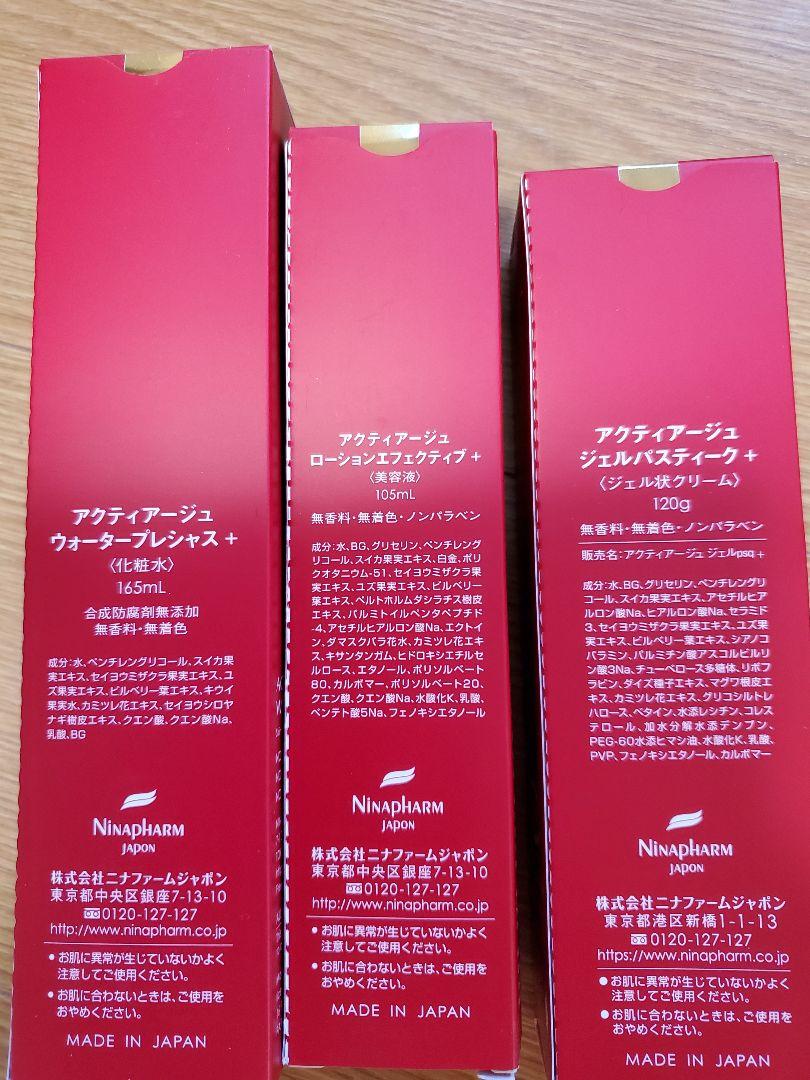 アクティアージュ
ウォータープレシャス +
〈化粧水〉
165mL
合成防腐剤無添加
無香料・無着色
成分:水、ペンチレングリコール、スイカ果
実エキス、セイヨウミザクラ果実エキス、ユ
ズ果実エキス、ビルベリー葉エキス、キウイ
果実水、カミツレ花エキス、セイヨウシロヤ
ナギ樹皮エキス、クエン酸、クエン酸Na、
乳酸、BG
NINAPHARM
JAPON
株式会社ニナファームジャポン
東京都中央区銀座7-13-10
0120-127-127
http://www.ninapharm.co.jp
● お肌に異常が生じていないかよく
注意してご使用ください。
● お肌に合わないときは、ご使用を
おやめください。
MADE IN JAPAN
アクティアージュ
ローションエフェクティブ +
〈美容液〉
105mL
無香料・無着色・ノンパラベン
成分:水、BG、グリセリン、ペンチレング
リコール、スイカ果実エキス、白金、ポリ
クオタニウム-51、セイヨウミザクラ果
実エキス、ユズ果実エキス、ビルベリー
葉エキス、ベルトホルムダシラチス樹皮
エキス、パルミトイルペンタペプチド
-4、アセチルヒアルロン酸Na、エクトイ
ン、ダマスクバラ花水、カミツレ花エキ
ス、キサンタンガム、ヒドロキシエチルセ
ルロース、エタノール、ポリソルベート
80、カルボマー、ポリソルベート20、
クエン酸、クエン酸Na、水酸化K、乳酸、
ペンテト酸5Na、フェノキシエタノール
NINAPHARM
JAPON
株式会社ニナファームジャポン
東京都中央区銀座7-13-10
0120-127-127
http://www.ninapharm.co.jp
● お肌に異常が生じていないかよく
注意してご使用ください。
● お肌に合わないときは、ご使用を
おやめください。
MADE IN JAPAN
アクティアージュ
ジェルパスティーク +
〈ジェル状クリーム〉
120g
無香料・無着色・ノンパラベン
販売名:アクティアージュ ジェルpsq +
成分:水、BG、グリセリン、ペンチレングリ
コール、スイカ果実エキス、アセチルヒア
ルロン酸Na、ヒアルロン酸Na、セラミド
3、セイヨウミザクラ果実エキス、ユズ果
実エキス、ビルベリー葉エキス、シアノコ
バラミン、パルミチン酸アスコルビルリ
ン酸3Na、チューベロース多糖体、リボフ
ラビン、ダイズ種子エキス、マグワ根皮エ
キス、カミツレ花エキス、グリコシルトレ
ハロース、ベタイン、水添レシチン、コレス
テロール、加水分解水添デンプン、
PEG-60水添ヒマシ油、水酸化K、乳酸、
PVP、フェノキシエタノール、カルボマー
NINAPHARM
JAPON
株式会社ニナファームジャポン
東京都港区新橋1-1-13
0120-127-127
https://www.ninapharm.co.jp
● お肌に異常が生じていないかよく
注意してご使用ください。
● お肌に合わないときは、ご使用を
おやめください。
MADE IN JAPAN